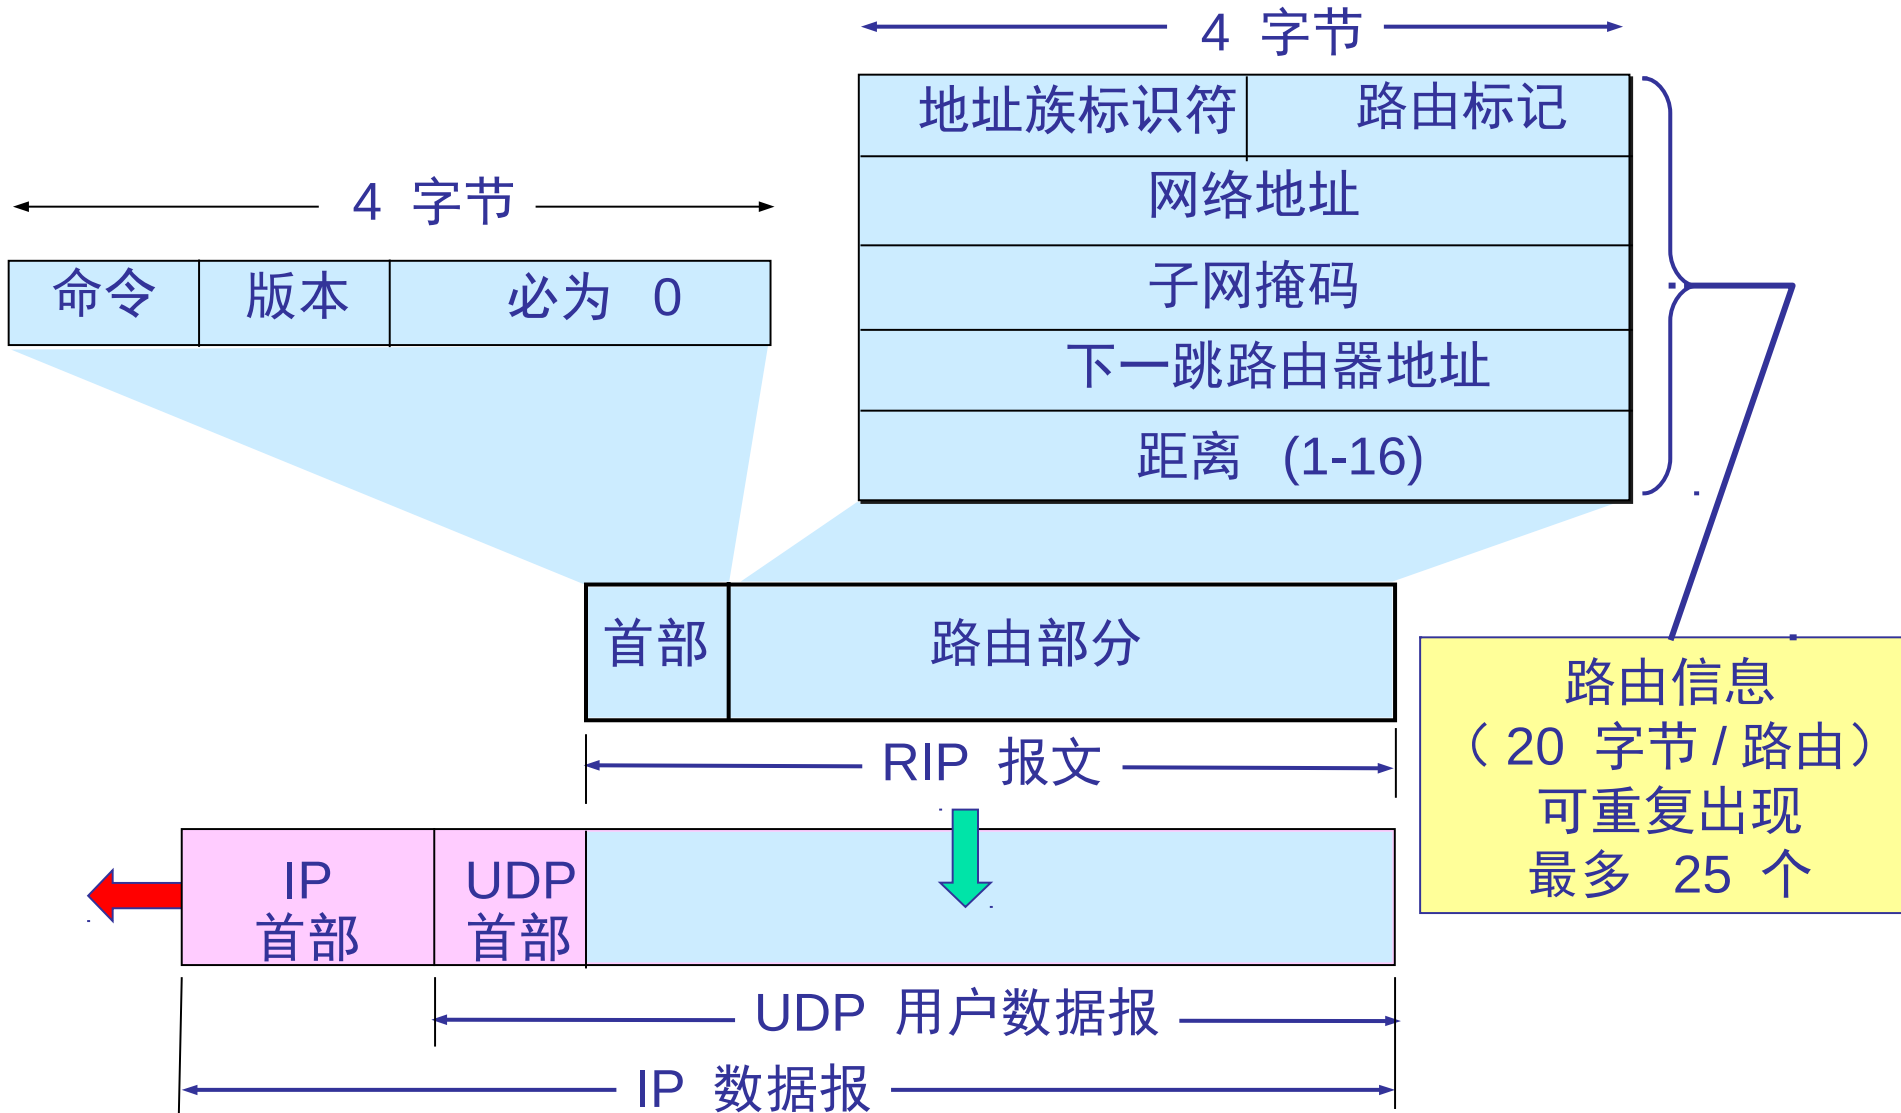 4 字节
地址族标识符 路由标记
网络地址
4 字节
子网掩码
命令 版本 必为 0
下一跳路由器地址
距离 (1-16)
首部 路由部分
路由信息
（20 字节/路由）
可重复出现
最多 25 个
RIP 报文
IP
首部
UDP
首部
UDP 用户数据报
IP 数据报